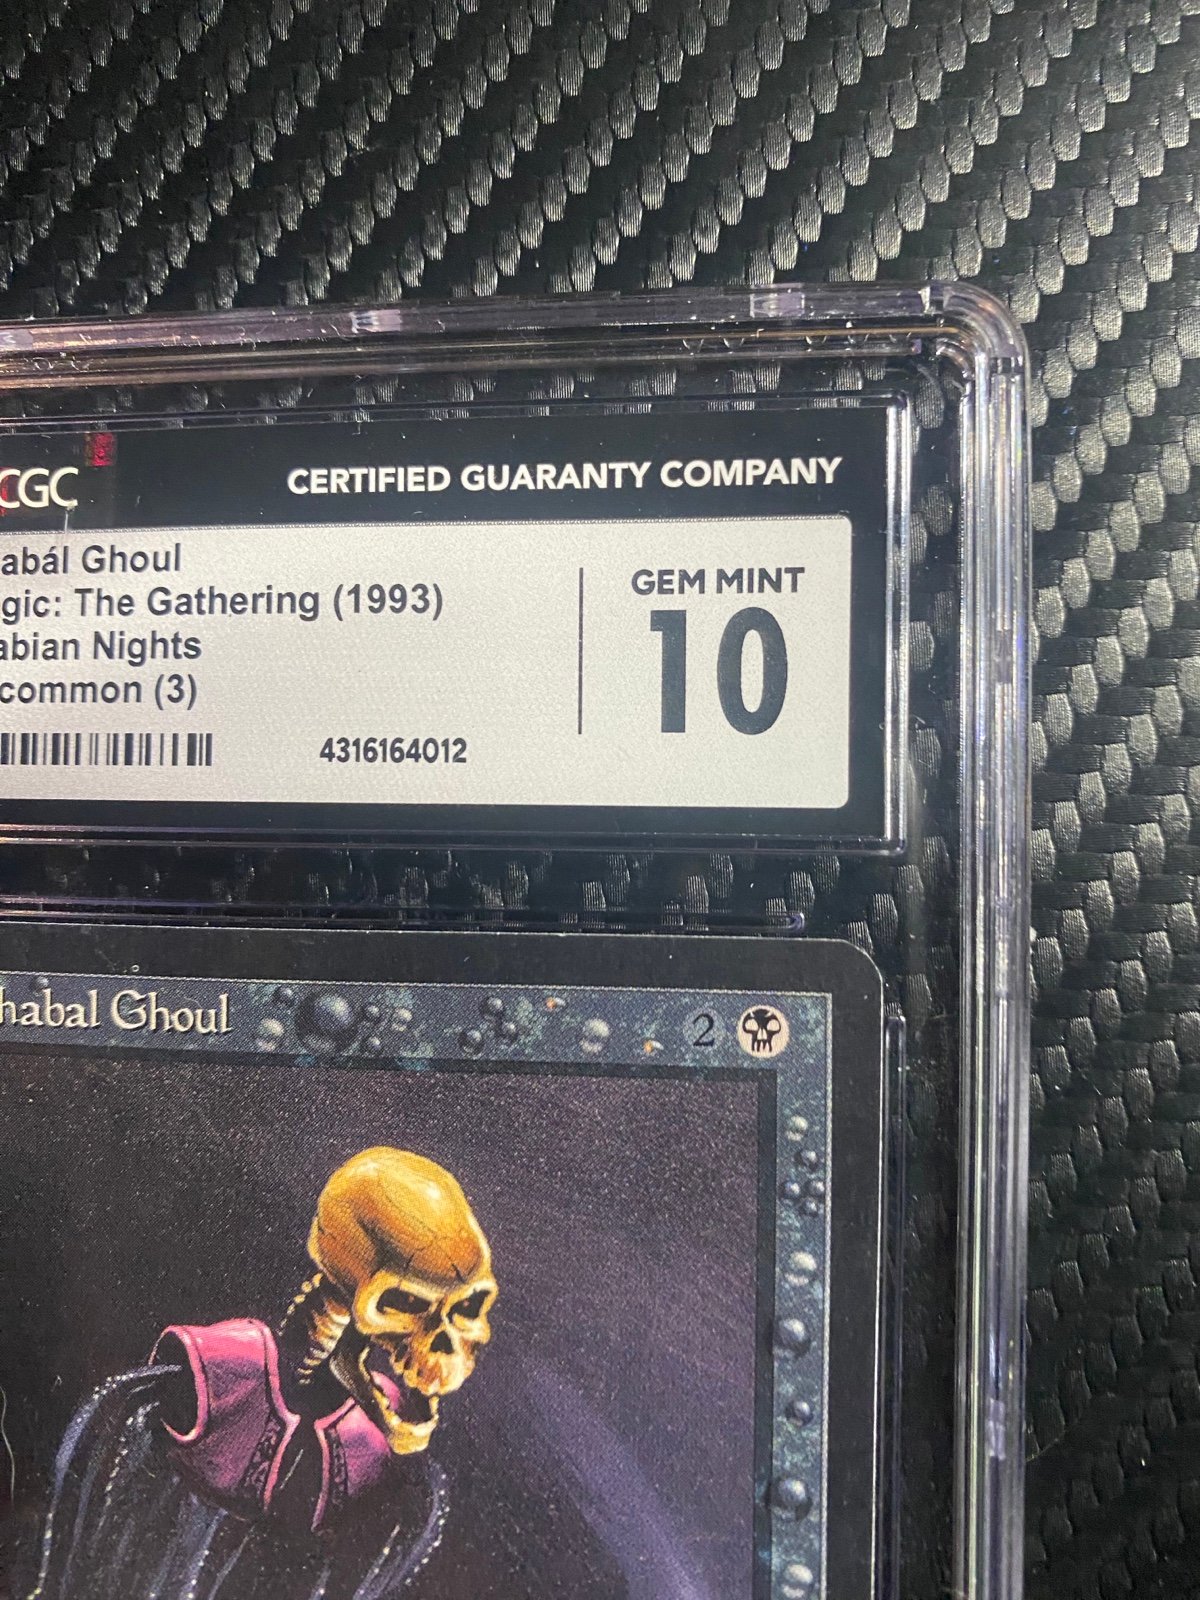 CGC
CERTIFIED GUARANTY COMPANY
abál Ghoul
gic: The Gathering (1993)
abian Nights
common (3)
GEM MINT
10
4316164012
habal Ghoul
2